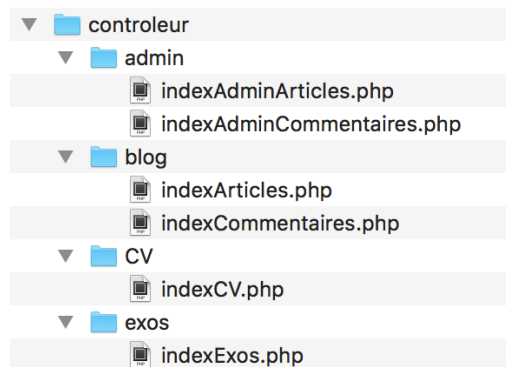 controleur
admin
indexAdminArticles.php
indexAdminCommentaires.php
blog
indexArticles.php
indexCommentaires.php
CV
indexCV.php
exos
indexExos.php